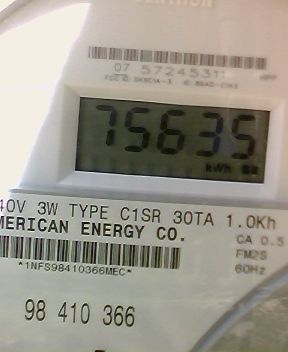 07 57245311
75635
kWh
40V 3W TYPE C1SR 30TA 1.0Kh
MERICAN ENERGY CO.
CA 0.5
*1NFS98410366MEC*
FM2S
60Hz
98 410 366